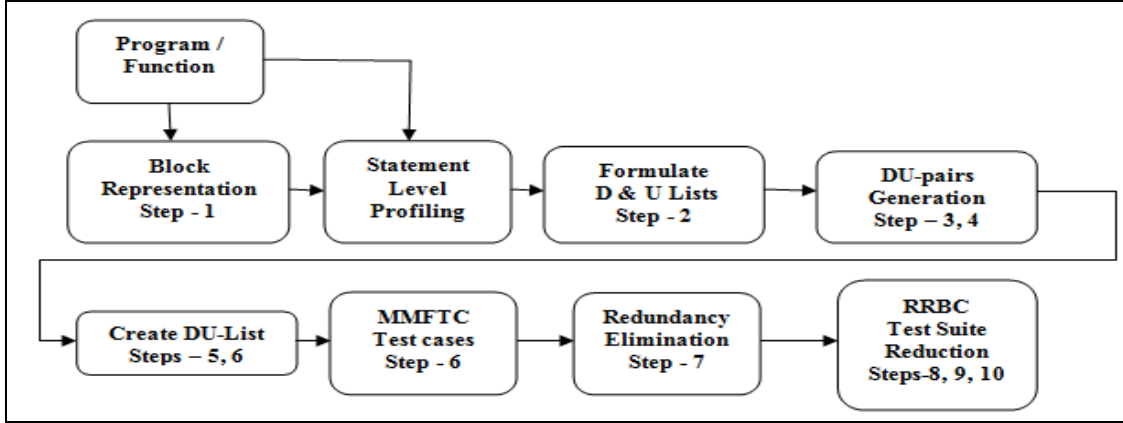 Program /
Function
Block
Representation
Step - 1
Statement
Level
Profiling
Formulate
D & U Lists
Step - 2
DU-pairs
Generation
Step – 3, 4
Create DU-List
Steps – 5, 6
MMFTC
Test cases
Step - 6
Redundancy
Elimination
Step - 7
RRBC
Test Suite
Reduction
Steps-8, 9, 10